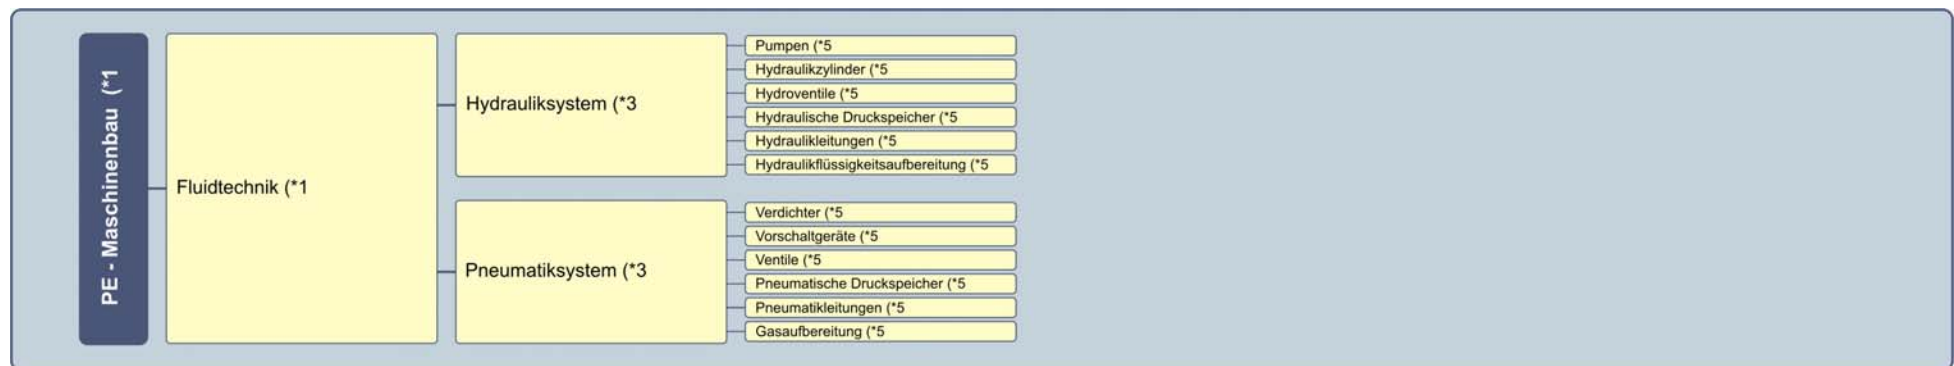 PE - Maschinenbau (*1
Fluidtechnik (*1
Hydrauliksystem (*3
Pumpen (*5
Hydraulikzylinder (*5
Hydroventile (*5
Hydraulische Druckspeicher (*5
Hydraulikleitungen (*5
Hydraulikflüssigkeitsaufbereitung (*5
Pneumatiksystem (*3
Verdichter (*5
Vorschaltgeräte (*5
Ventile (*5
Pneumatische Druckspeicher (*5
Pneumatikleitungen (*5
Gasaufbereitung (*5